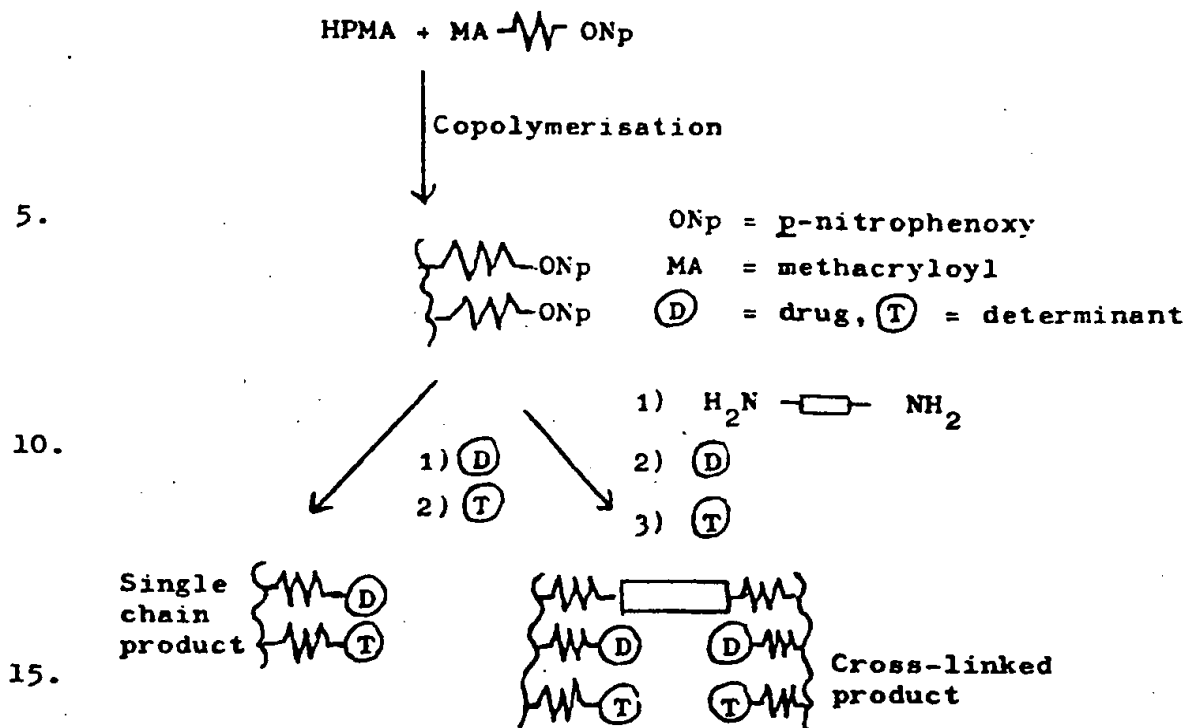 HPMA + MA ONp
Copolymerisation
5.
ONp = p-nitrophenoxy
ONp MA = methacryloyl
ONp D = drug, T = determinant
1) H2N NH2
10.
1) D 2) D
2) T 3) T
Single chain product
D
T
D D
T T
Cross-linked product
15.